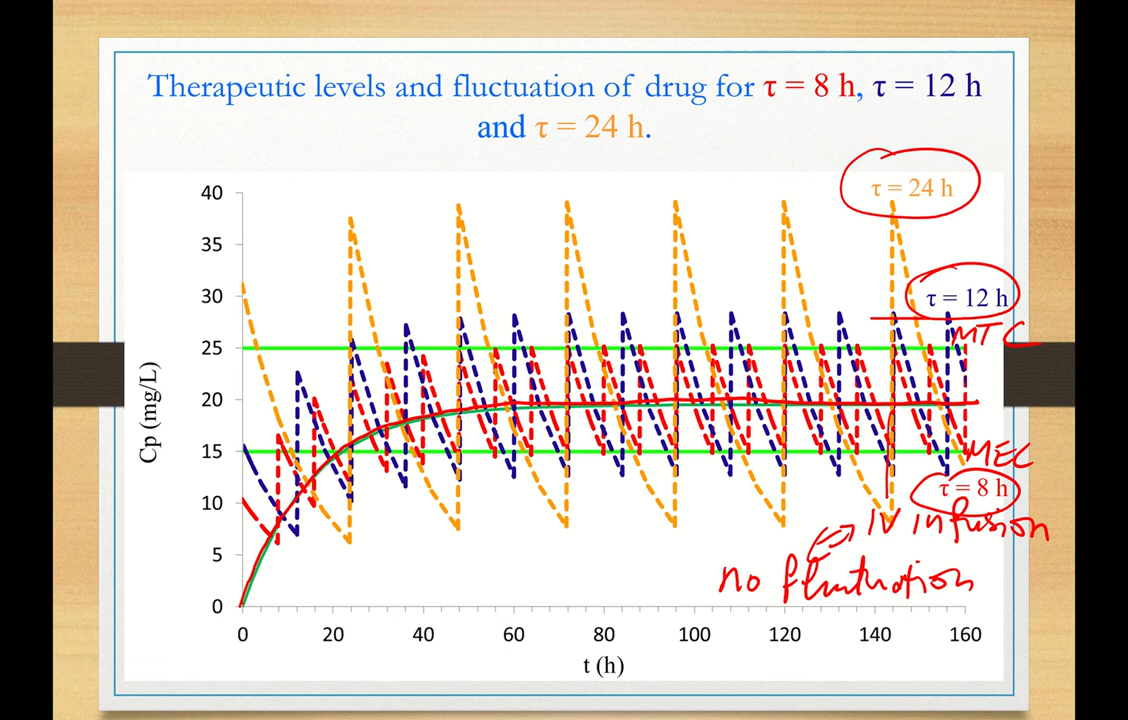 Therapeutic levels and fluctuation of drug for τ = 8 h, τ = 12 h
and τ = 24 h.
40
35
30
25
20
15
10
5
0
Cp (mg/L)
τ = 24 h
τ = 12 h
MTC
MEC
τ = 8 h
IV infusion
no fluctuation
0 20 40 60 80 100 120 140 160
t (h)